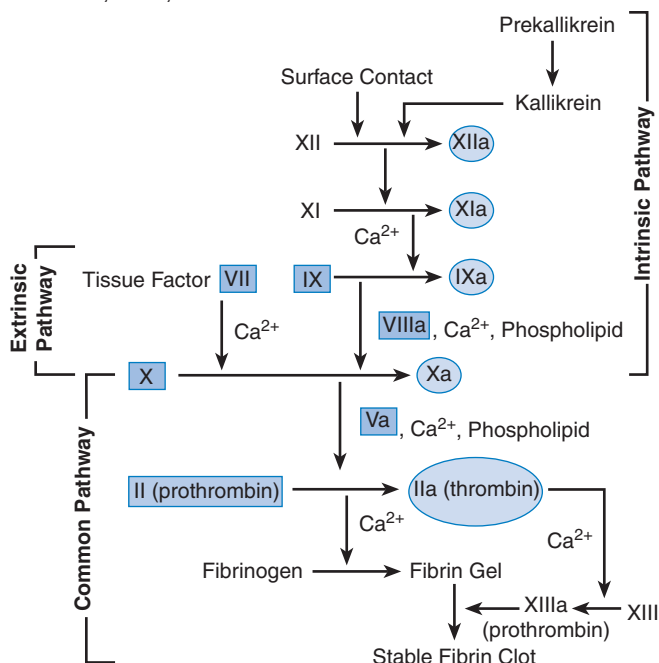 Prekallikrein
Surface Contact
Kallikrein
XII
XIIa
XI
XIa
Ca²⁺
Intrinsic Pathway
Extrinsic
Pathway
Tissue Factor VII
IX
IXa
Ca²⁺
VIIIa, Ca²⁺, Phospholipid
X
Xa
Va, Ca²⁺, Phospholipid
Common Pathway
II (prothrombin)
IIa (thrombin)
Ca²⁺
Ca²⁺
Fibrinogen
Fibrin Gel
XIIIa
(prothrombin)
XIII
Stable Fibrin Clot